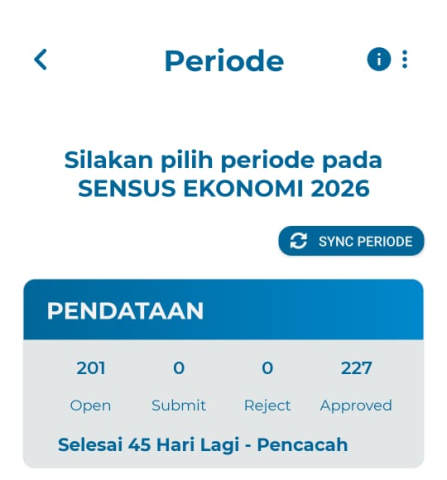 Periode
Silakan pilih periode pada
SENSUS EKONOMI 2026
SYNC PERIODE
PENDATAAN
201 0 0 227
Open Submit Reject Approved
Selesai 45 Hari Lagi - Pencacah